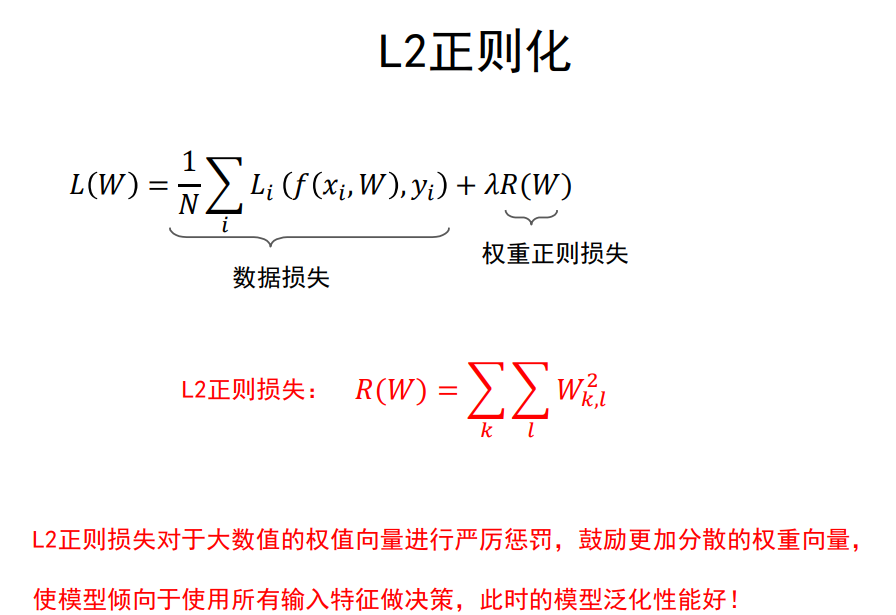 L2正则化
L(W) = \frac{1}{N} \sum_{i} L_i (f(x_i, W), y_i) + λR(W)
数据损失
权重正则损失
L2正则损失： R(W) = \sum_{k} \sum_{l} W_{k,l}^2
L2正则损失对于大数值的权值向量进行严厉惩罚，鼓励更加分散的权重向量，
使模型倾向于使用所有输入特征做决策，此时的模型泛化性能好！